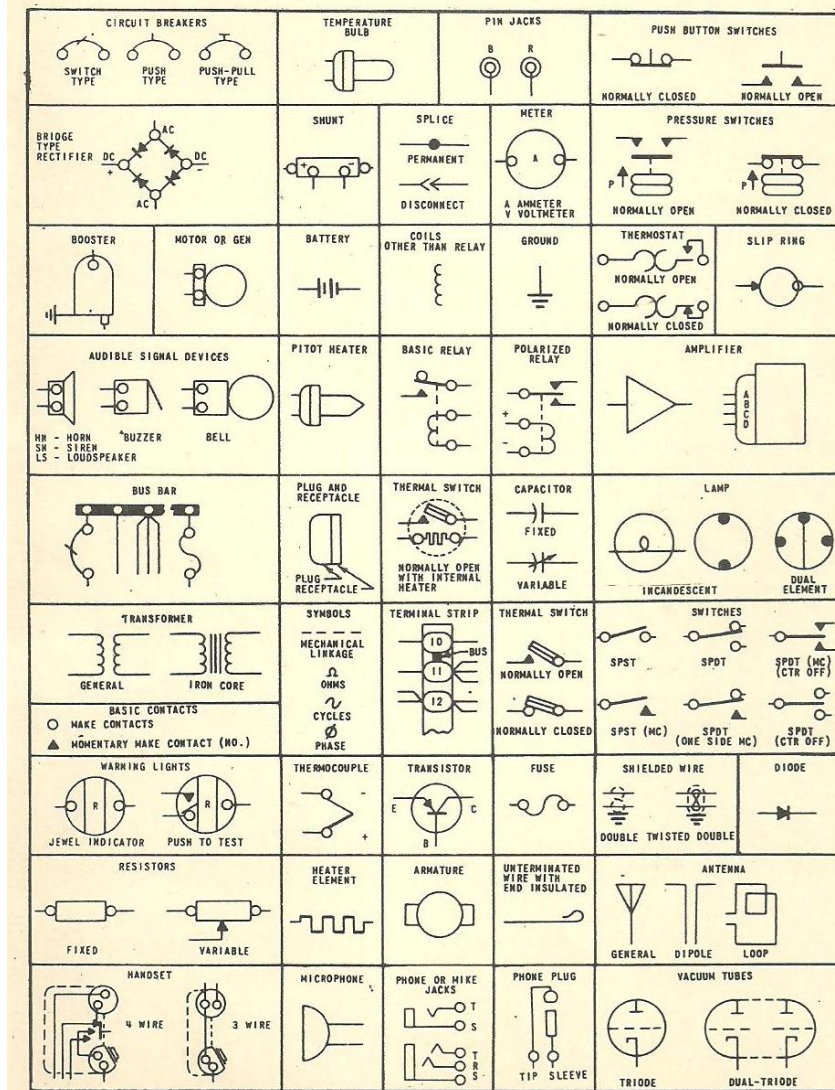 CIRCUIT BREAKERS
SWITCH TYPE
PUSH TYPE
PUSH-PULL TYPE
TEMPERATURE
BULB
PIN JACKS
B R
PUSH BUTTON SWITCHES
NORMALLY CLOSED
NORMALLY OPEN
BRIDGE
TYPE
RECTIFIER
AC
DC
+
DC
-
AC
SHUNT
+ -
SPLICE
PERMANENT
DISCONNECT
METER
A
A AMMETER
V VOLTMETER
PRESSURE SWITCHES
P
P
NORMALLY OPEN
NORMALLY CLOSED
BOOSTER
MOTOR OR GEN
BATTERY
COILS
OTHER THAN RELAY
GROUND
THERMOSTAT
NORMALLY OPEN
NORMALLY CLOSED
SLIP RING
AUDIBLE SIGNAL DEVICES
HN - HORN
SN - SIREN
LS - LOUDSPEAKER
BUZZER
BELL
PITOT HEATER
BASIC RELAY
POLARIZED
RELAY
+
-
AMPLIFIER
A
B
C
D
BUS BAR
PLUG AND
RECEPTACLE
PLUG
RECEPTACLE
THERMAL SWITCH
NORMALLY OPEN
WITH INTERNAL
HEATER
CAPACITOR
FIXED
VARIABLE
LAMP
INCANDESCENT
DUAL
ELEMENT
TRANSFORMER
GENERAL
IRON CORE
BASIC CONTACTS
MAKE CONTACTS
MOMENTARY MAKE CONTACT (NO.)
SYMBOLS
MECHANICAL
LINKAGE
Ω
OHMS
∿
CYCLES
Ø
PHASE
TERMINAL STRIP
10
BUS
11
12
THERMAL SWITCH
NORMALLY OPEN
NORMALLY CLOSED
SWITCHES
SPST
SPDT
SPDT (MC)
(CTR OFF)
SPST (MC)
SPDT
(ONE SIDE MC)
SPDT
(CTR OFF)
WARNING LIGHTS
R
R
JEWEL INDICATOR
PUSH TO TEST
THERMOCOUPLE
-
+
TRANSISTOR
E C
B
FUSE
SHIELDED WIRE
DOUBLE TWISTED DOUBLE
DIODE
RESISTORS
FIXED
VARIABLE
HEATER
ELEMENT
ARMATURE
UNTERMINATED
WIRE WITH
END INSULATED
ANTENNA
GENERAL DIPOLE LOOP
HANDSET
4 WIRE
3 WIRE
MICROPHONE
PHONE OR MIKE
JACKS
T
S
T
R
S
PHONE PLUG
TIP SLEEVE
VACUUM TUBES
TRIODE
DUAL-TRIODE